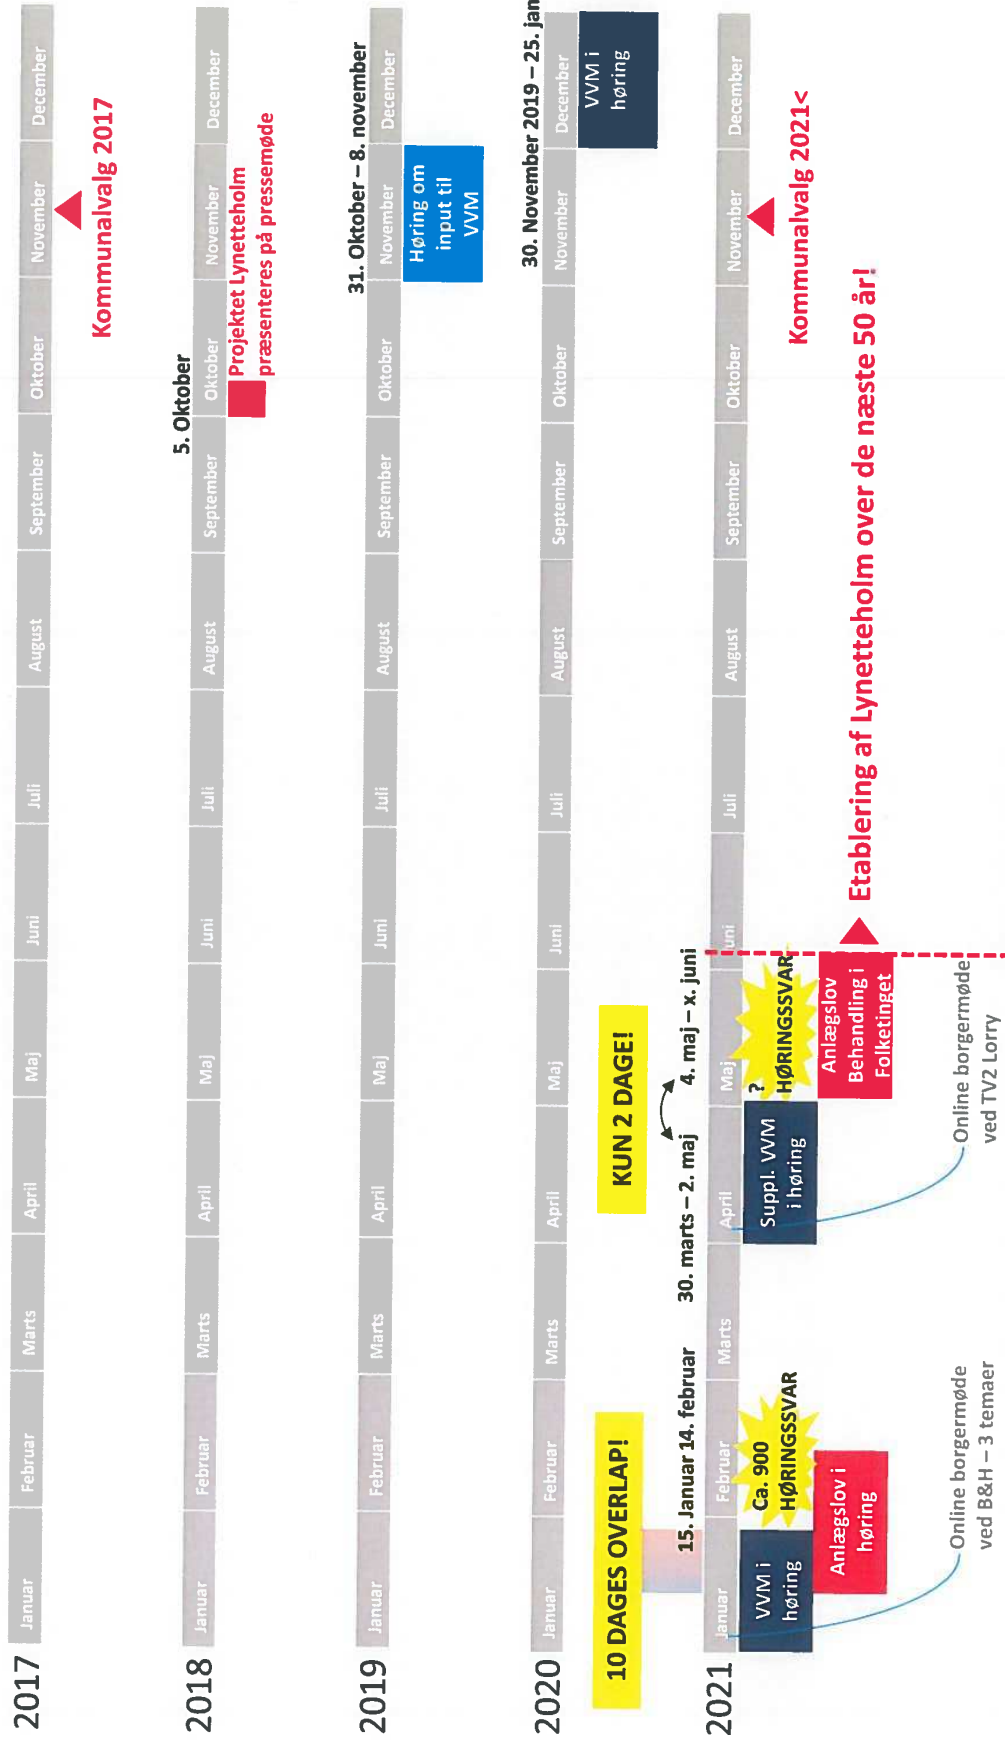 2017
Januar
Februar
Marts
April
Maj
Juni
Juli
August
September
Oktober
November
December
Kommunalvalg 2017
5. Oktober
2018
Januar
Februar
Marts
April
Maj
Juni
Juli
August
September
Oktober
November
December
Projektet Lynetteholm
præsenteres på pressemøde
31. Oktober – 8. november
2019
Januar
Februar
Marts
April
Maj
Juni
Juli
August
September
Oktober
November
December
Høring om
input til
VVM
30. November 2019 – 25. jan
2020
Januar
Februar
Marts
April
Maj
Juni
Juli
August
September
Oktober
November
December
VVM i
høring
10 DAGES OVERLAP!
KUN 2 DAGE!
15. Januar 14. februar
30. marts – 2. maj
4. maj – x. juni
2021
Januar
Februar
Marts
April
Maj
Juni
Juli
August
September
Oktober
November
December
VVM i
høring
Ca. 900
HØRINGSSVAR
Anlægslov i
høring
Suppl. VVM
i høring
?
HØRINGSSVAR
Anlægslov
Behandling i
Folketinget
Kommunalvalg 2021<
Etablering af Lynetteholm over de næste 50 år!
Online borgermøde
ved B&H – 3 temaer
Online borgermøde
ved TV2 Lorry